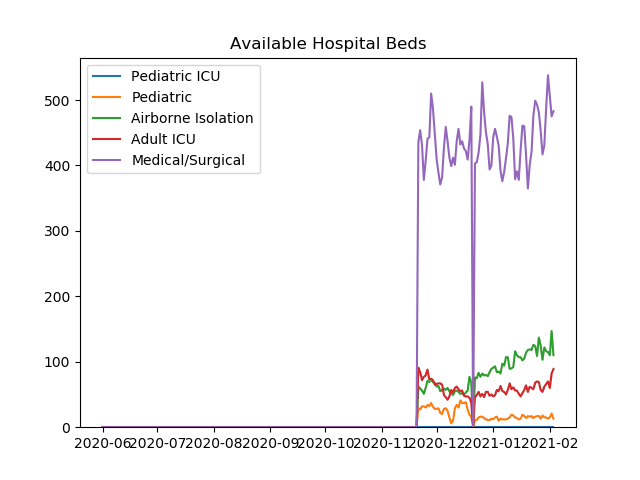 Available Hospital Beds
Pediatric ICU
Pediatric
Airborne Isolation
Adult ICU
Medical/Surgical
500
400
300
200
100
0
2020-06 2020-07 2020-08 2020-09 2020-10 2020-11 2020-12 2021-01 2021-02